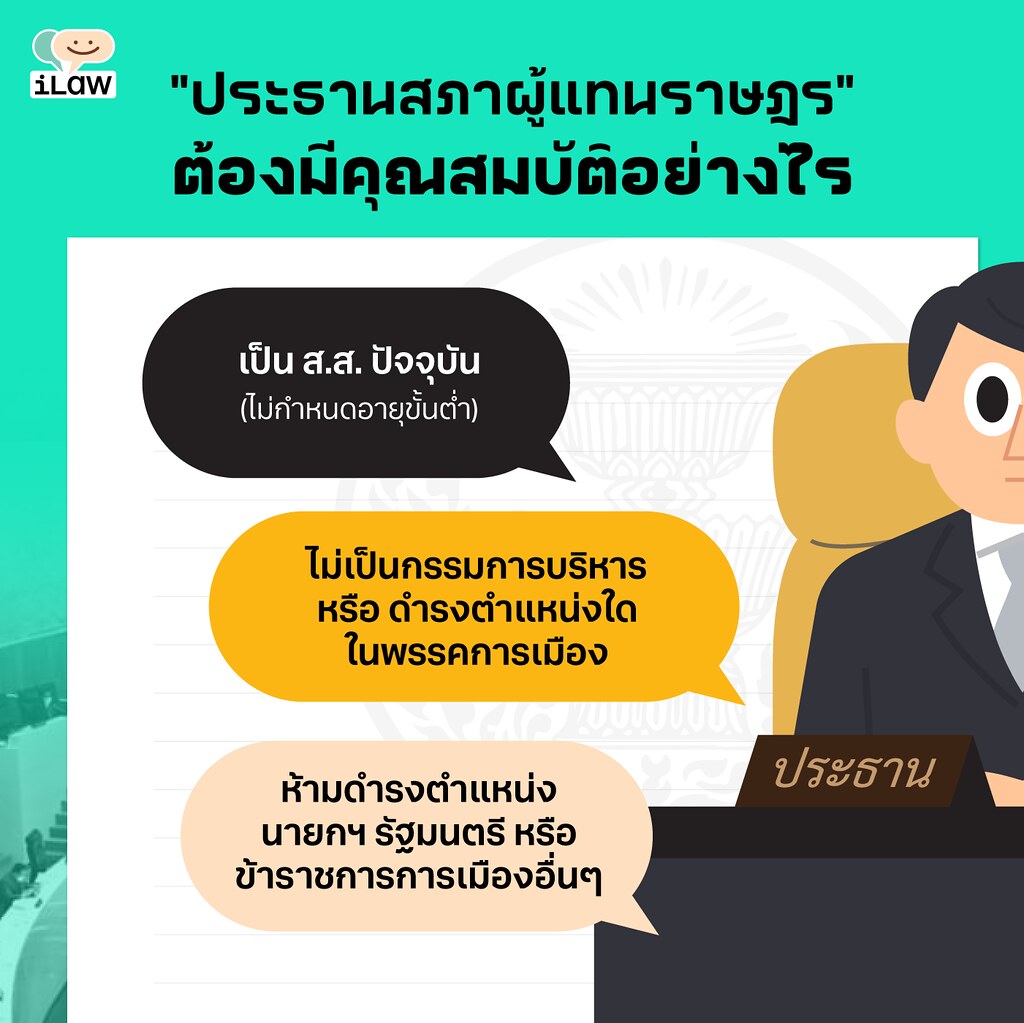 iLaw
"ประธานสภาผู้แทนราษฎร"
ต้องมีคุณสมบัติอย่างไร
เป็น ส.ส. ปัจจุบัน
(ไม่กำหนดอายุขั้นต่ำ)
ไม่เป็นกรรมการบริหาร
หรือ ดำรงตำแหน่งใด
ในพรรคการเมือง
ห้ามดำรงตำแหน่ง
นายกฯ รัฐมนตรี หรือ
ข้าราชการการเมืองอื่นๆ
ประธาน